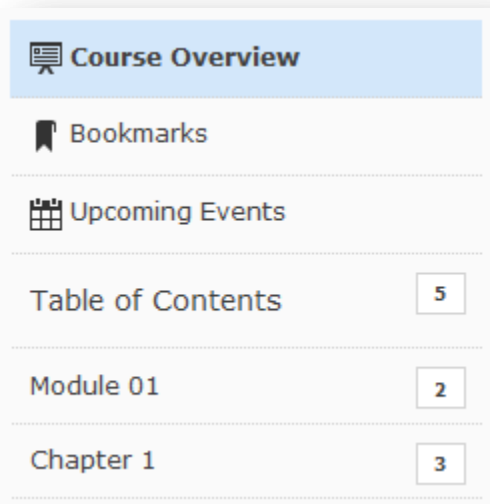 Course Overview
Bookmarks
Upcoming Events
Table of Contents 5
Module 01 2
Chapter 1 3